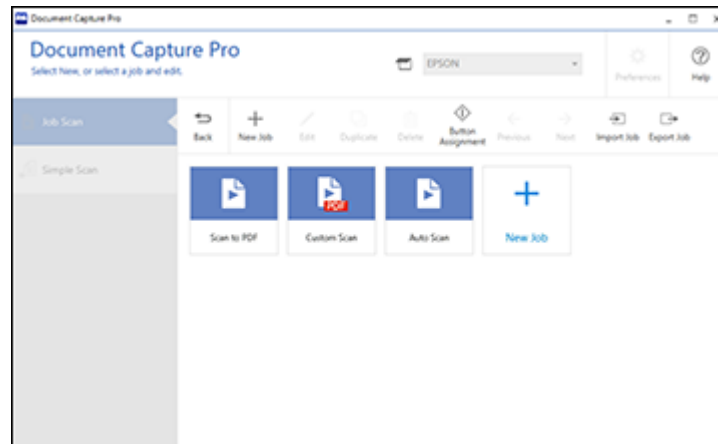 Document Capture Pro
Document Capture Pro
Select New, or select a job and edit.
EPSON
Preferences
Help
Job Scan
Simple Scan
Back
New Job
Edit
Duplicate
Delete
Button
Assignment
Previous
Next
Import Job
Export Job
PDF
Scan to PDF
Custom Scan
Auto Scan
New Job